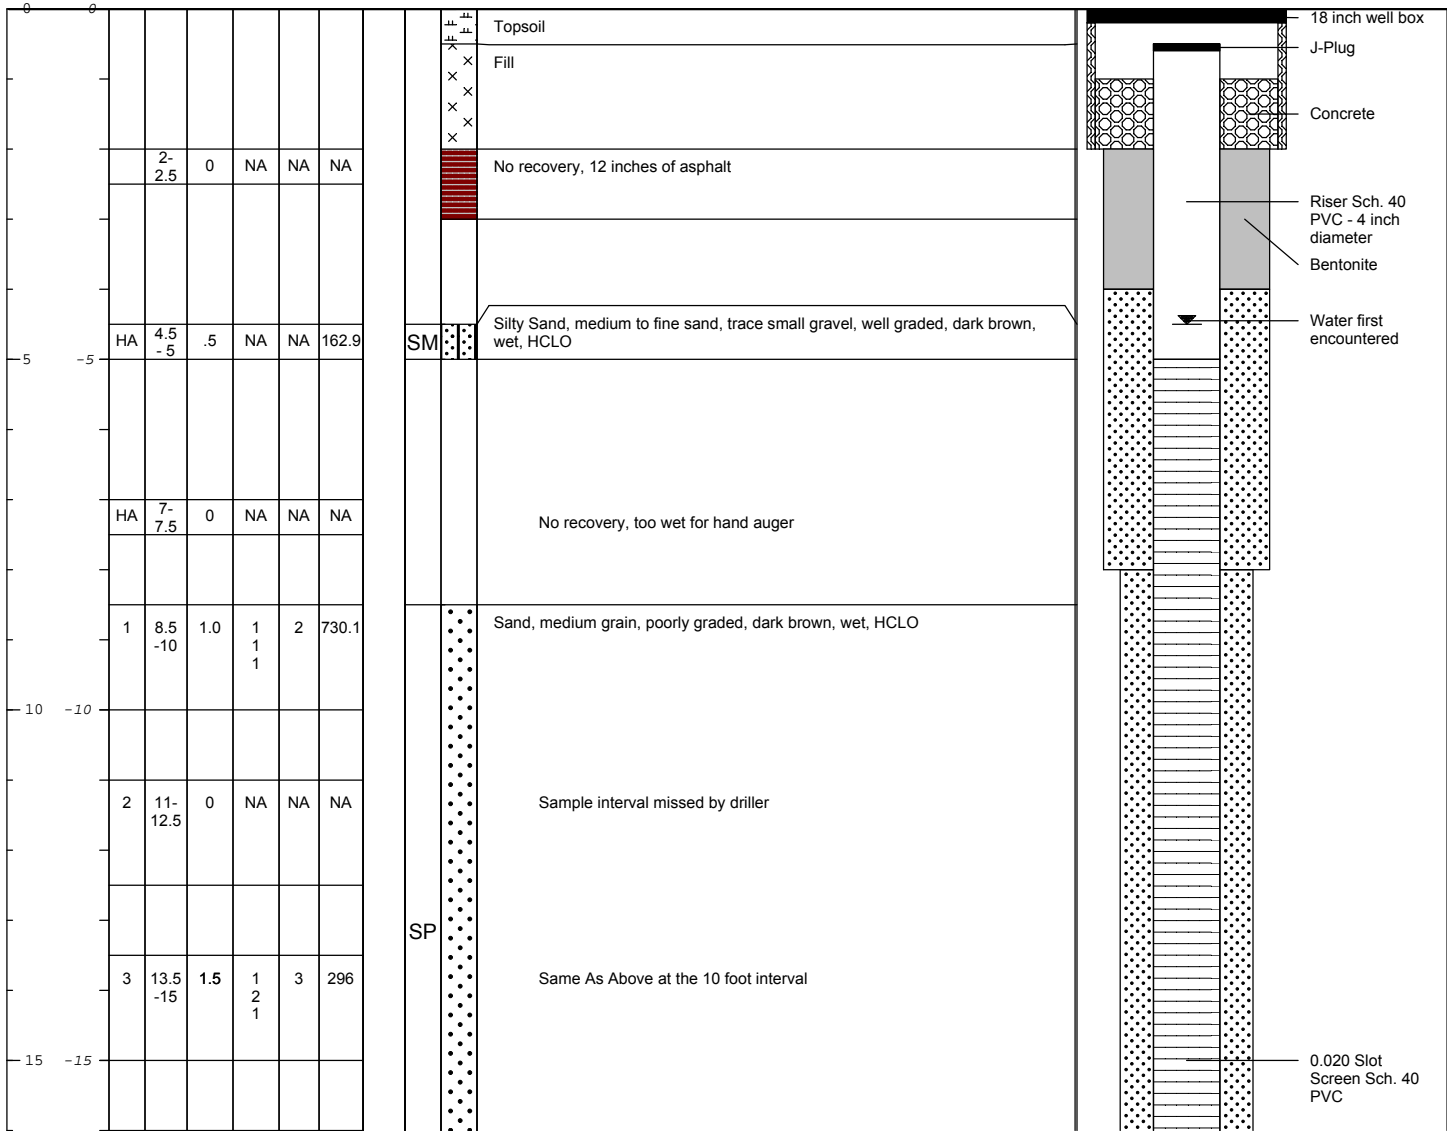 0 0
Topsoil
18 inch well box
J-Plug
Fill
Concrete
2-
2.5
0 NA NA NA
No recovery, 12 inches of asphalt
Riser Sch. 40
PVC - 4 inch
diameter
Bentonite
HA
4.5
- 5
.5 NA NA 162.9
SM
Silty Sand, medium to fine sand, trace small gravel, well graded, dark brown,
wet, HCLO
Water first
encountered
5 -5
HA
7-
7.5
0 NA NA NA
No recovery, too wet for hand auger
1
8.5
-10
1.0
1
1
1
2 730.1
Sand, medium grain, poorly graded, dark brown, wet, HCLO
10 -10
2
11-
12.5
0 NA NA NA
Sample interval missed by driller
SP
3
13.5
-15
1.5
1
2
1
3 296
Same As Above at the 10 foot interval
15 -15
0.020 Slot
Screen Sch. 40
PVC